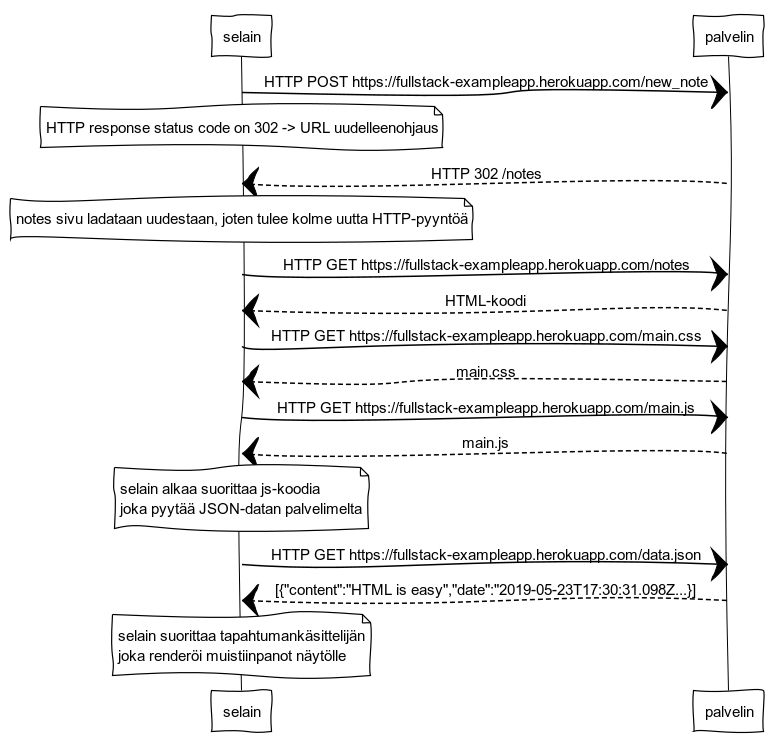 selain
palvelin
HTTP POST https://fullstack-exampleapp.herokuapp.com/new_note
HTTP response status code on 302 -> URL uudelleenohjaus
HTTP 302 /notes
notes sivu ladataan uudestaan, joten tulee kolme uutta HTTP-pyyntöä
HTTP GET https://fullstack-exampleapp.herokuapp.com/notes
HTML-koodi
HTTP GET https://fullstack-exampleapp.herokuapp.com/main.css
main.css
HTTP GET https://fullstack-exampleapp.herokuapp.com/main.js
main.js
selain alkaa suorittaa js-koodia
joka pyytää JSON-datan palvelimelta
HTTP GET https://fullstack-exampleapp.herokuapp.com/data.json
[{"content":"HTML is easy","date":"2019-05-23T17:30:31.098Z...}]
selain suorittaa tapahtumankäsittelijän
joka renderöi muistiinpanot näytölle
selain
palvelin